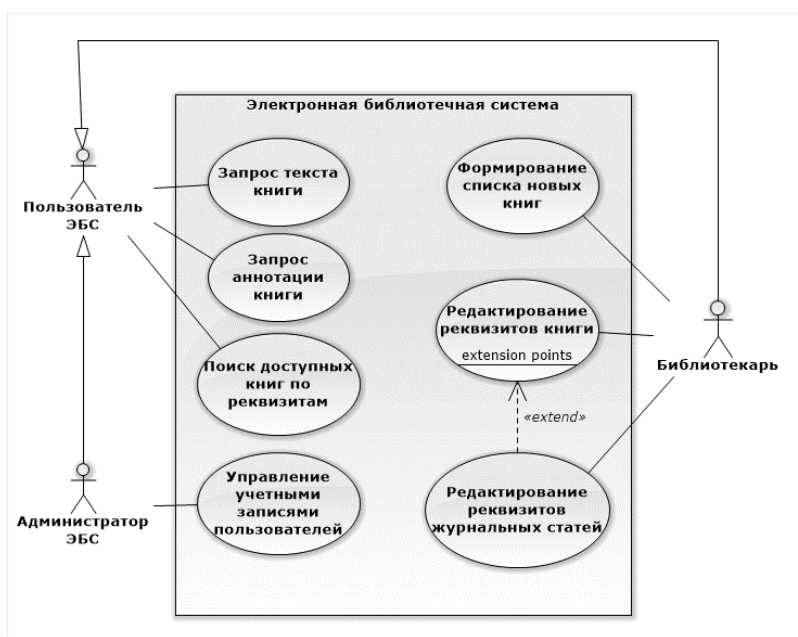 Электронная библиотечная система
Запрос текста
книги
Формирование
списка новых
книг
Пользователь
ЭБС
Запрос
аннотации
книги
Редактирование
реквизитов книги
extension points
Библиотекарь
Поиск доступных
книг по
реквизитам
«extend»
Управление
учетными
записями
пользователей
Администратор
ЭБС
Редактирование
реквизитов
журнальных статей